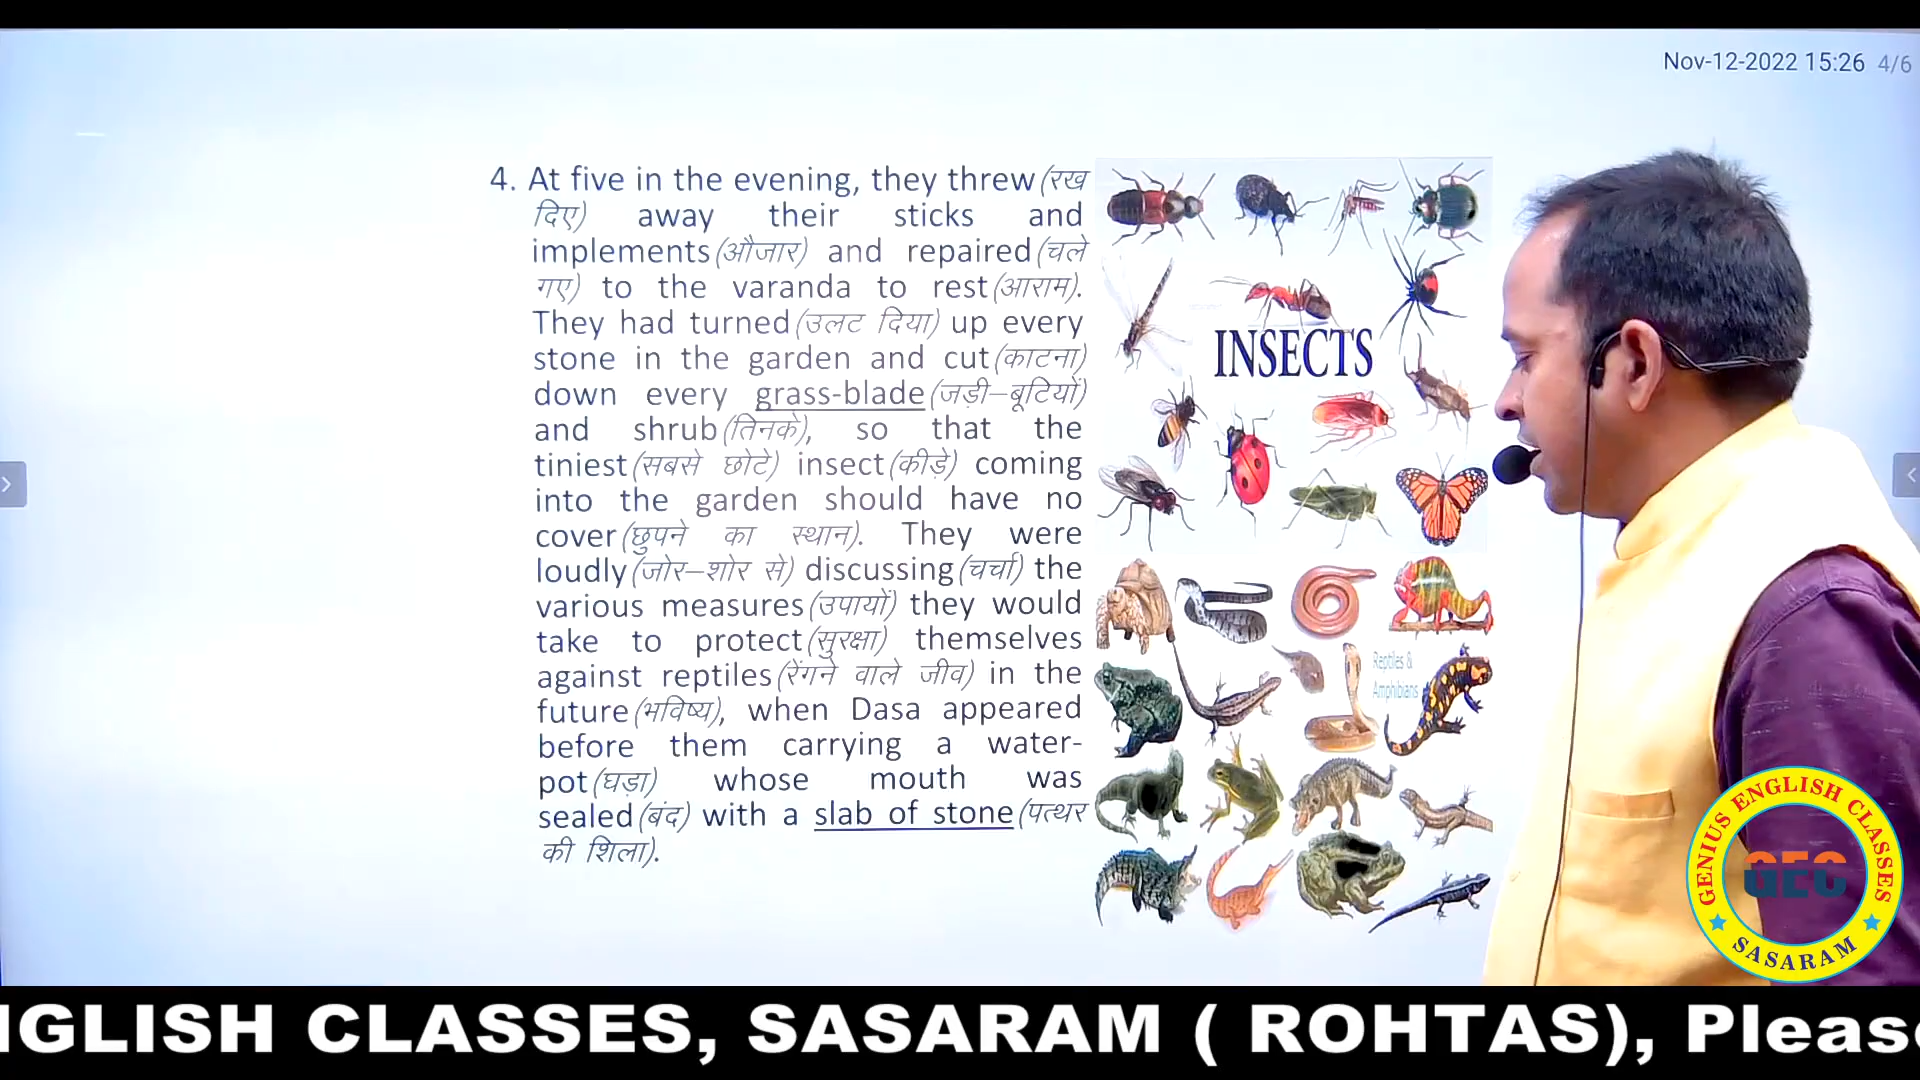 Nov-12-2022 15:26 4/6
4. At five in the evening, they threw(रख
दिए) away their sticks and
implements(औजार) and repaired(चले
गए) to the varanda to rest(आराम).
They had turned(उलट दिया) up every
stone in the garden and cut(काटना)
down every grass-blade(जड़ी–बूटियों)
and shrub(तिनके), so that the
tiniest(सबसे छोटे) insect(कीड़े) coming
into the garden should have no
cover(छुपने का स्थान). They were
loudly(जोर–शोर से) discussing(चर्चा) the
various measures(उपायों) they would
take to protect(सुरक्षा) themselves
against reptiles(रेंगने वाले जीव) in the
future(भविष्य), when Dasa appeared
before them carrying a water-
pot(घड़ा) whose mouth was
sealed(बंद) with a slab of stone(पत्थर
की शिला).
INSECTS
Reptiles &
Amphibians
GENIUS ENGLISH CLASSES
GEC
SASARAM
NGLISH CLASSES, SASARAM ( ROHTAS), Please